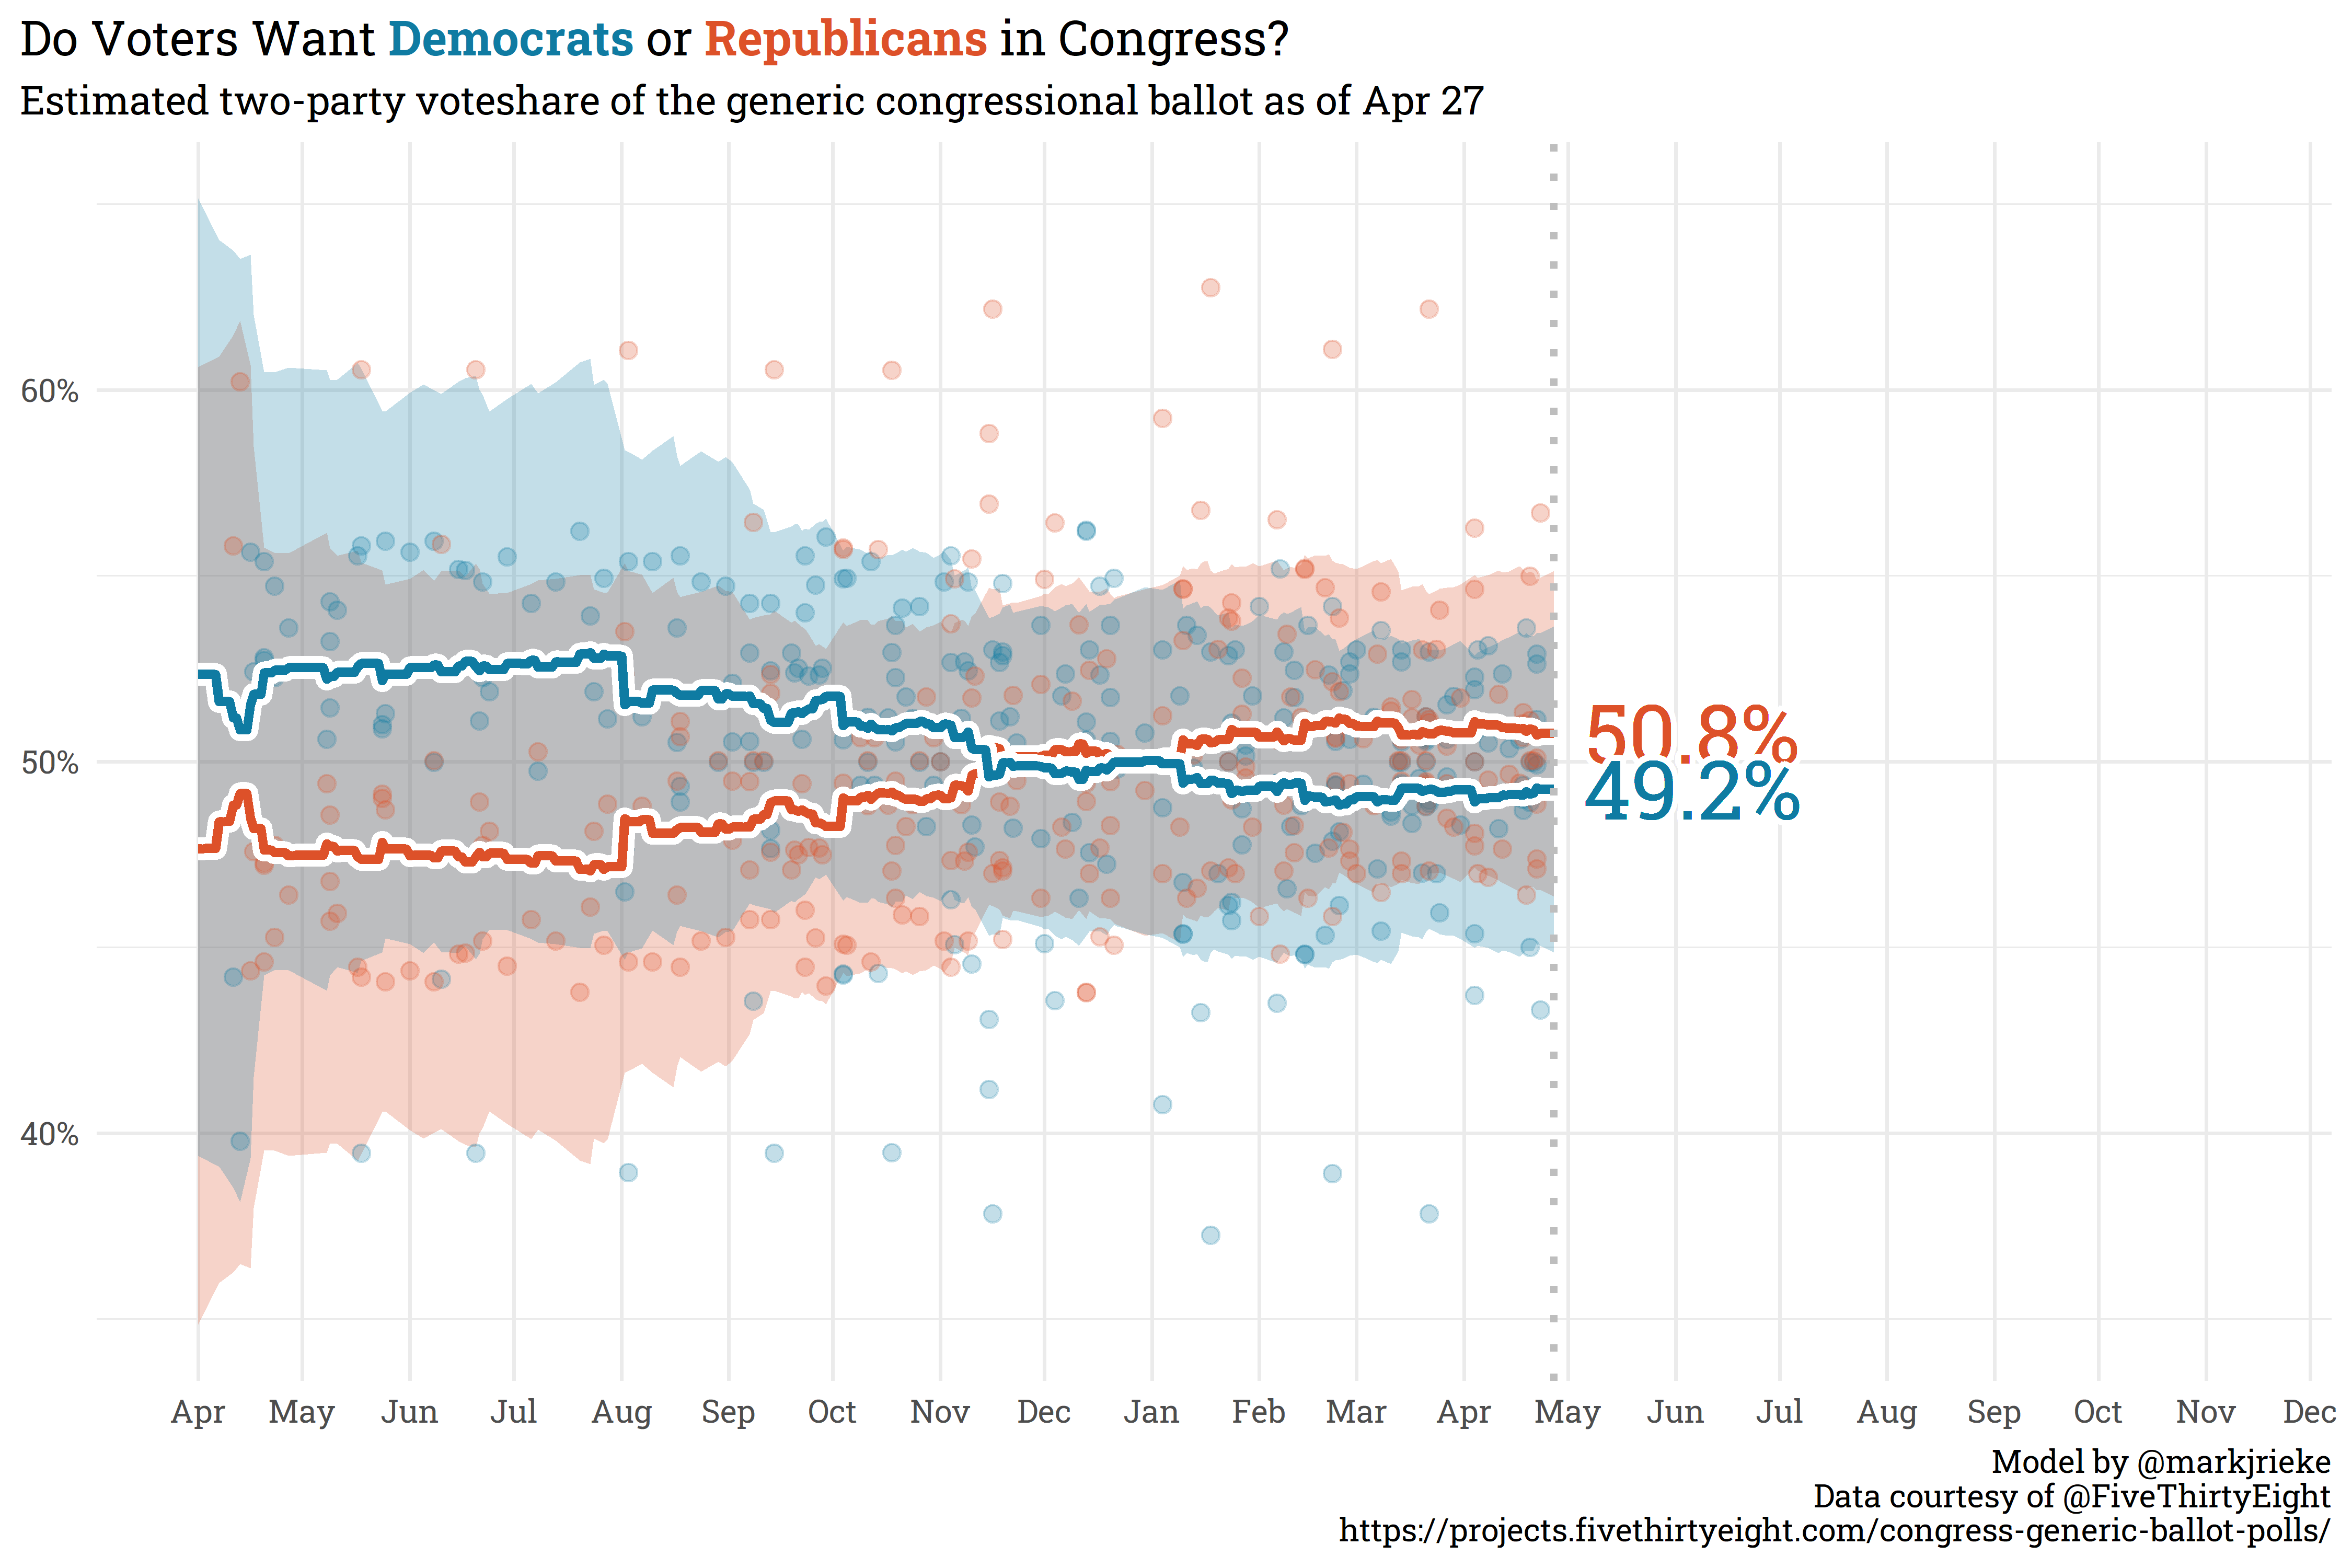 Do Voters Want Democrats or Republicans in Congress?
Estimated two-party voteshare of the generic congressional ballot as of Apr 27
60%
50%
40%
50.8%
49.2%
Apr May Jun Jul Aug Sep Oct Nov Dec Jan Feb Mar Apr May Jun Jul Aug Sep Oct Nov Dec
Model by @markjrieke
Data courtesy of @FiveThirtyEight
https://projects.fivethirtyeight.com/congress-generic-ballot-polls/